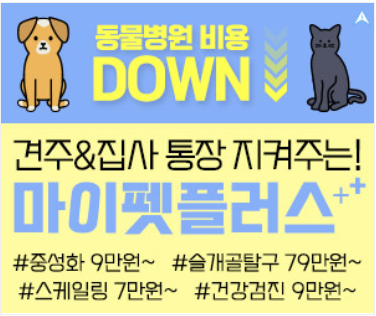 동물병원 비용
DOWN
견주&집사 통장 지켜주는!
마이펫플러스++
#중성화 9만원~ #슬개골탈구 79만원~
#스케일링 7만원~ #건강검진 9만원~